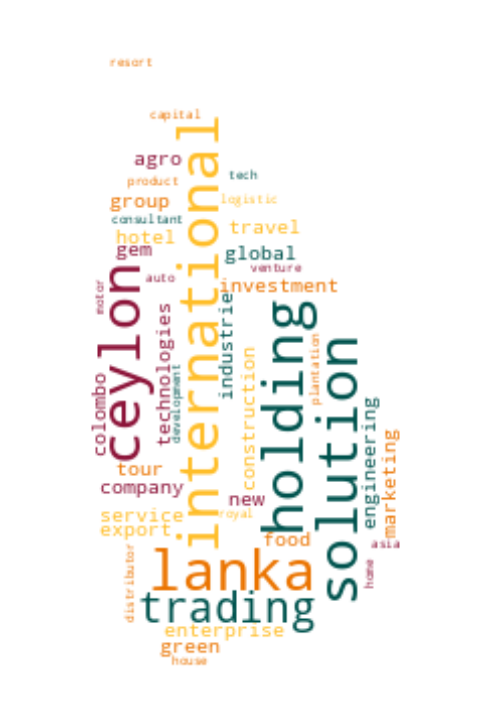 resort
capital
international
agro
tech
product
group
logistic
consultant
travel
hotel
gem
global
venture
auto
motor
investment
ceylon
industrie
holding
technologies
plantation
solution
construction
development
colombo
engineering
marketing
tour
company
new
service
royal
export
food
asia
distributor
lanka
home
trading
enterprise
green
house